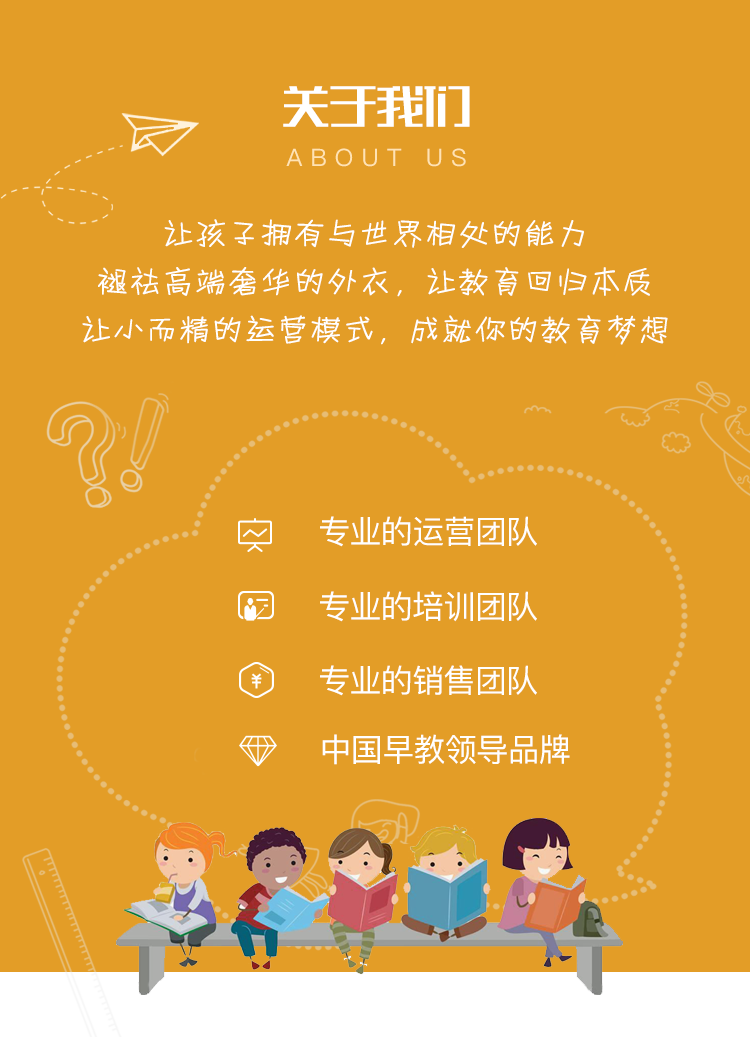 关于我们
ABOUT US
让孩子拥有与世界相处的能力
褪祛高端奢华的外衣，让教育回归本质
让小而精的运营模式，成就你的教育梦想
专业的运营团队
专业的培训团队
专业的销售团队
中国早教领导品牌